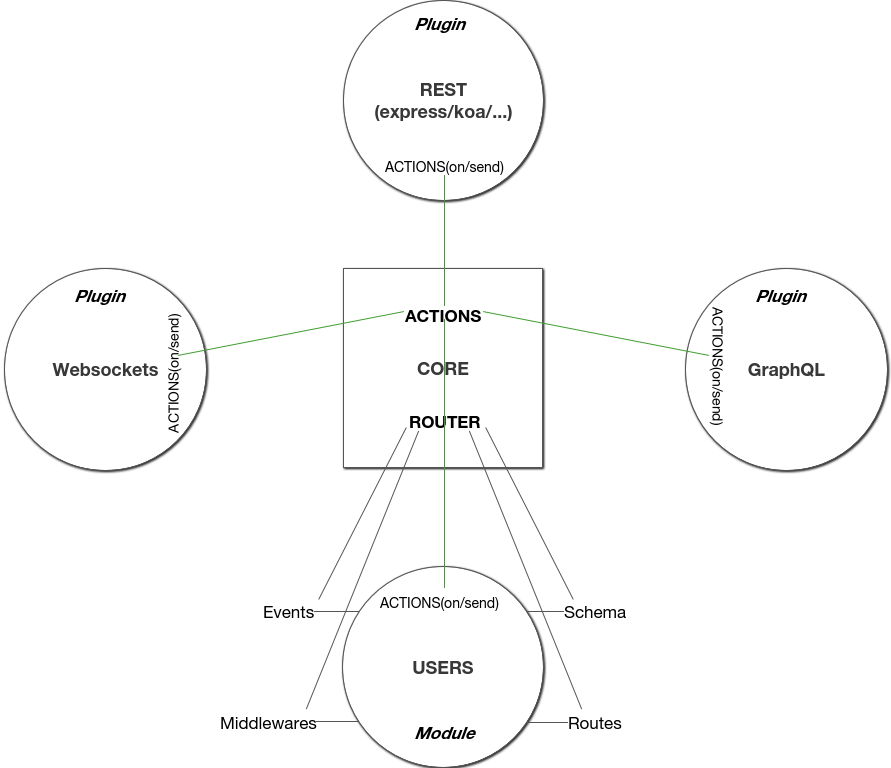 Plugin
REST
(express/koa/...)
ACTIONS(on/send)
Plugin
Websockets
ACTIONS(on/send)
ACTIONS
CORE
ROUTER
Plugin
ACTIONS(on/send)
GraphQL
Events
Middlewares
ACTIONS(on/send)
USERS
Module
Schema
Routes